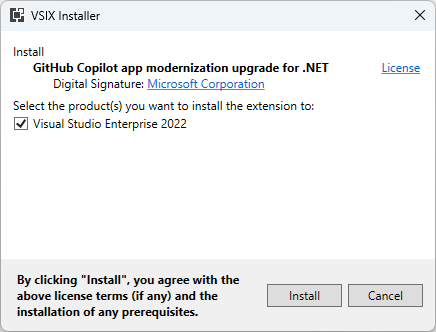 VSIX Installer
Install
GitHub Copilot app modernization upgrade for .NET
License
Digital Signature: Microsoft Corporation
Select the product(s) you want to install the extension to:
Visual Studio Enterprise 2022
By clicking "Install", you agree with the
above license terms (if any) and the
installation of any prerequisites.
Install
Cancel